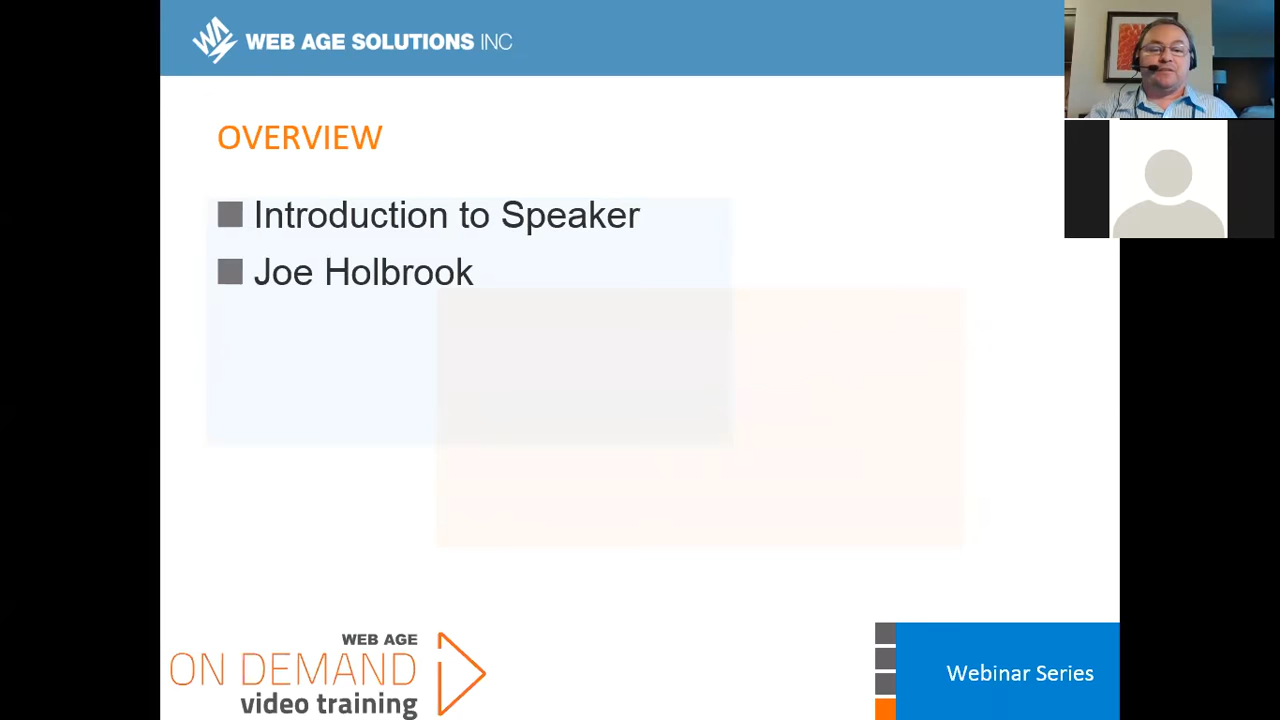 WEB AGE SOLUTIONS INC
OVERVIEW
Introduction to Speaker
Joe Holbrook
WEB AGE
ON DEMAND
video training
Webinar Series